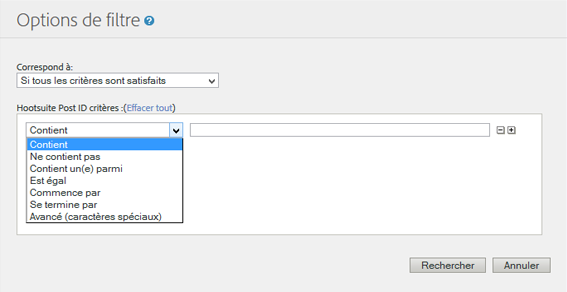 Options de filtre ?
Correspond à:
Si tous les critères sont satisfaits
Hootsuite Post ID critères :(Effacer tout)
Contient
Contient
Ne contient pas
Contient un(e) parmi
Est égal
Commence par
Se termine par
Avancé (caractères spéciaux)
Rechercher Annuler